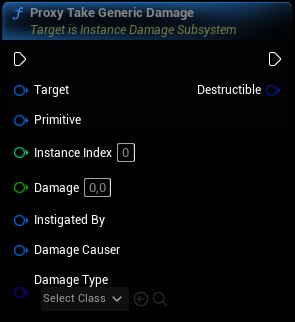 Proxy Take Generic Damage
Target is Instance Damage Subsystem
Target Destructible
Primitive
Instance Index 0
Damage 0,0
Instigated By
Damage Causer
Damage Type
Select Class